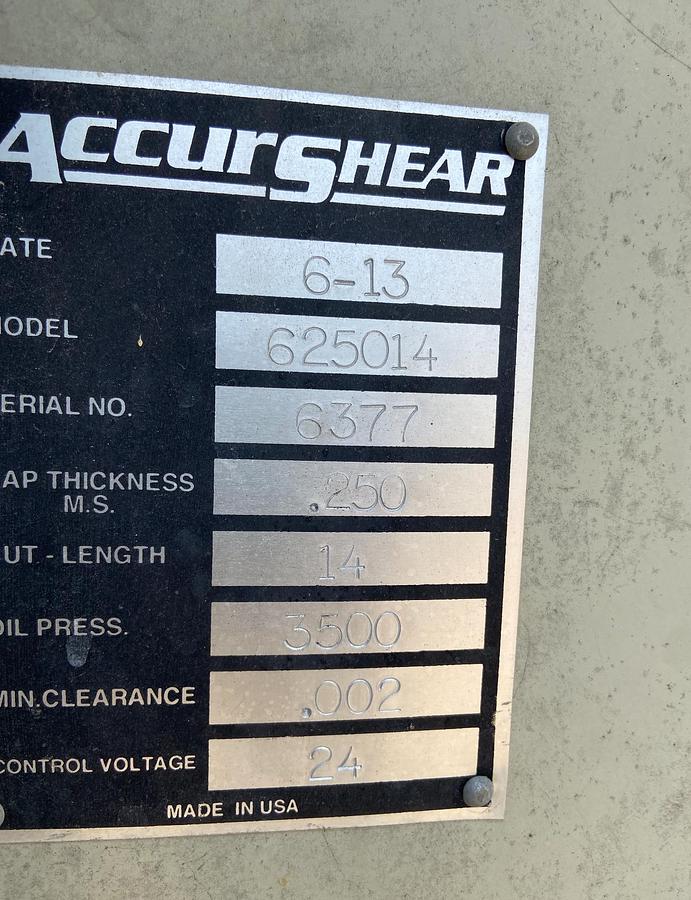 ACCURSHEAR
ATE 6-13
MODEL 625014
ERIAL NO. 6377
AP THICKNESS .250
M.S.
UT - LENGTH 14
OIL PRESS. 3500
MIN.CLEARANCE .002
CONTROL VOLTAGE 24
MADE IN USA